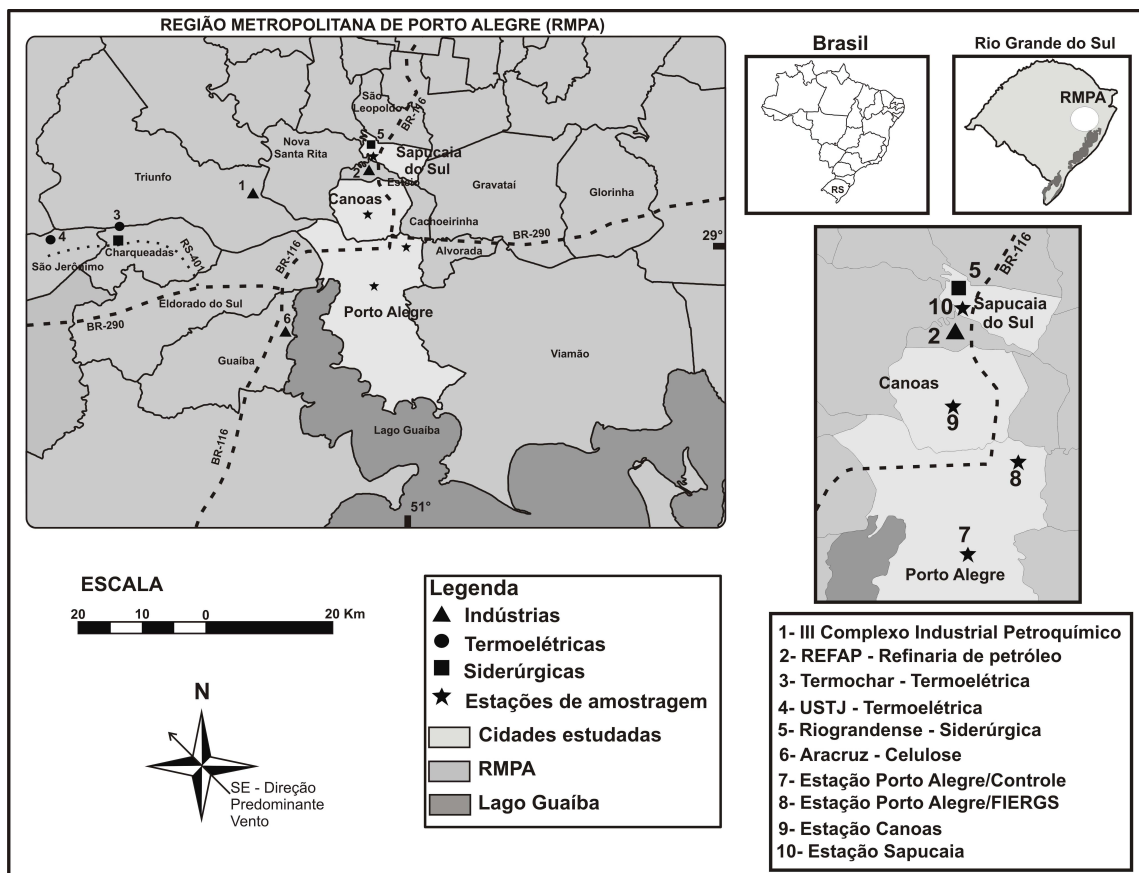 REGIÃO METROPOLITANA DE PORTO ALEGRE (RMPA)
São
Leopoldo
BR-116
5
Nova
Santa Rita
Sapucaia
do Sul
2
Esteio
Triunfo
1
Gravataí
Glorinha
Canoas
Cachoeirinha
3
4
Charqueadas
RS-401
São Jerônimo
BR-116
BR-290
Alvorada
29°
Eldorado do Sul
BR-290
6
Porto Alegre
Guaíba
Viamão
BR-116
Lago Guaíba
51°
Brasil
RS
Rio Grande do Sul
RMPA
BR-116
5
10
Sapucaia
do Sul
2
Canoas
9
8
7
Porto Alegre
ESCALA
20 10 0 20 Km
N
SE - Direção
Predominante
Vento
Legenda
Indústrias
Termoelétricas
Siderúrgicas
Estações de amostragem
Cidades estudadas
RMPA
Lago Guaíba
1- III Complexo Industrial Petroquímico
2- REFAP - Refinaria de petróleo
3- Termochar - Termoelétrica
4- USTJ - Termoelétrica
5- Riograndense - Siderúrgica
6- Aracruz - Celulose
7- Estação Porto Alegre/Controle
8- Estação Porto Alegre/FIERGS
9- Estação Canoas
10- Estação Sapucaia